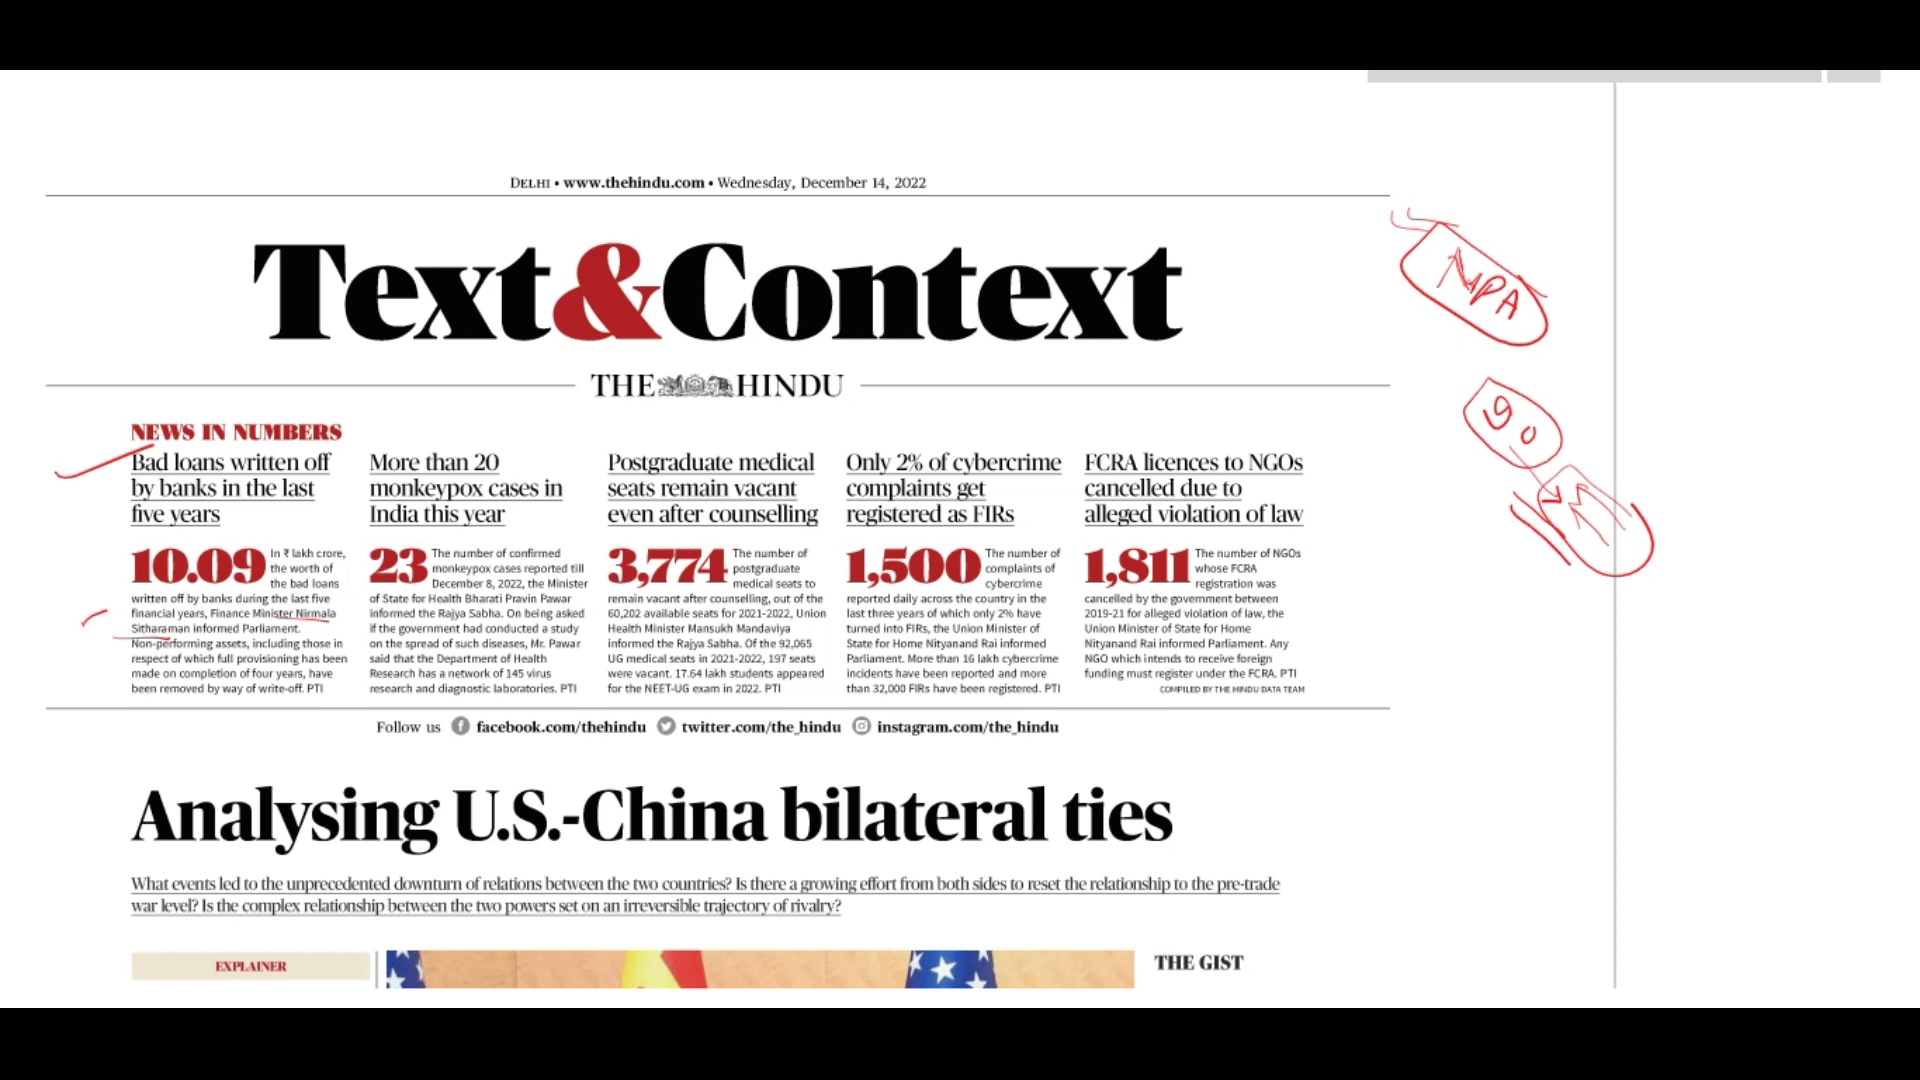 DELHI • www.thehindu.com • Wednesday, December 14, 2022
Text&Context
THE HINDU
NEWS IN NUMBERS
Bad loans written off
by banks in the last
five years
10.09 In ₹ lakh crore,
the worth of
the bad loans
written off by banks during the last five
financial years, Finance Minister Nirmala
Sitharaman informed Parliament.
Non-performing assets, including those in
respect of which full provisioning has been
made on completion of four years, have
been removed by way of write-off. PTI
More than 20
monkeypox cases in
India this year
23 The number of confirmed
monkeypox cases reported till
December 8, 2022, the Minister
of State for Health Bharati Pravin Pawar
informed the Rajya Sabha. On being asked
if the government had conducted a study
on the spread of such diseases, Mr. Pawar
said that the Department of Health
Research has a network of 145 virus
research and diagnostic laboratories. PTI
Postgraduate medical
seats remain vacant
even after counselling
3,774 The number of
postgraduate
medical seats to
remain vacant after counselling, out of the
60,202 available seats for 2021-2022, Union
Health Minister Mansukh Mandaviya
informed the Rajya Sabha. Of the 92,065
UG medical seats in 2021-2022, 197 seats
were vacant. 17.64 lakh students appeared
for the NEET-UG exam in 2022. PTI
Only 2% of cybercrime
complaints get
registered as FIRs
1,500 The number of
complaints of
cybercrime
reported daily across the country in the
last three years of which only 2% have
turned into FIRs, the Union Minister of
State for Home Nityanand Rai informed
Parliament. More than 16 lakh cybercrime
incidents have been reported and more
than 32,000 FIRs have been registered. PTI
FCRA licences to NGOs
cancelled due to
alleged violation of law
1,811 The number of NGOs
whose FCRA
registration was
cancelled by the government between
2019-21 for alleged violation of law, the
Union Minister of State for Home
Nityanand Rai informed Parliament. Any
NGO which intends to receive foreign
funding must register under the FCRA. PTI
COMPILED BY THE HINDU DATA TEAM
NPA
90
Follow us facebook.com/thehindu twitter.com/the_hindu instagram.com/the_hindu
Analysing U.S.-China bilateral ties
What events led to the unprecedented downturn of relations between the two countries? Is there a growing effort from both sides to reset the relationship to the pre-trade
war level? Is the complex relationship between the two powers set on an irreversible trajectory of rivalry?
EXPLAINER
THE GIST